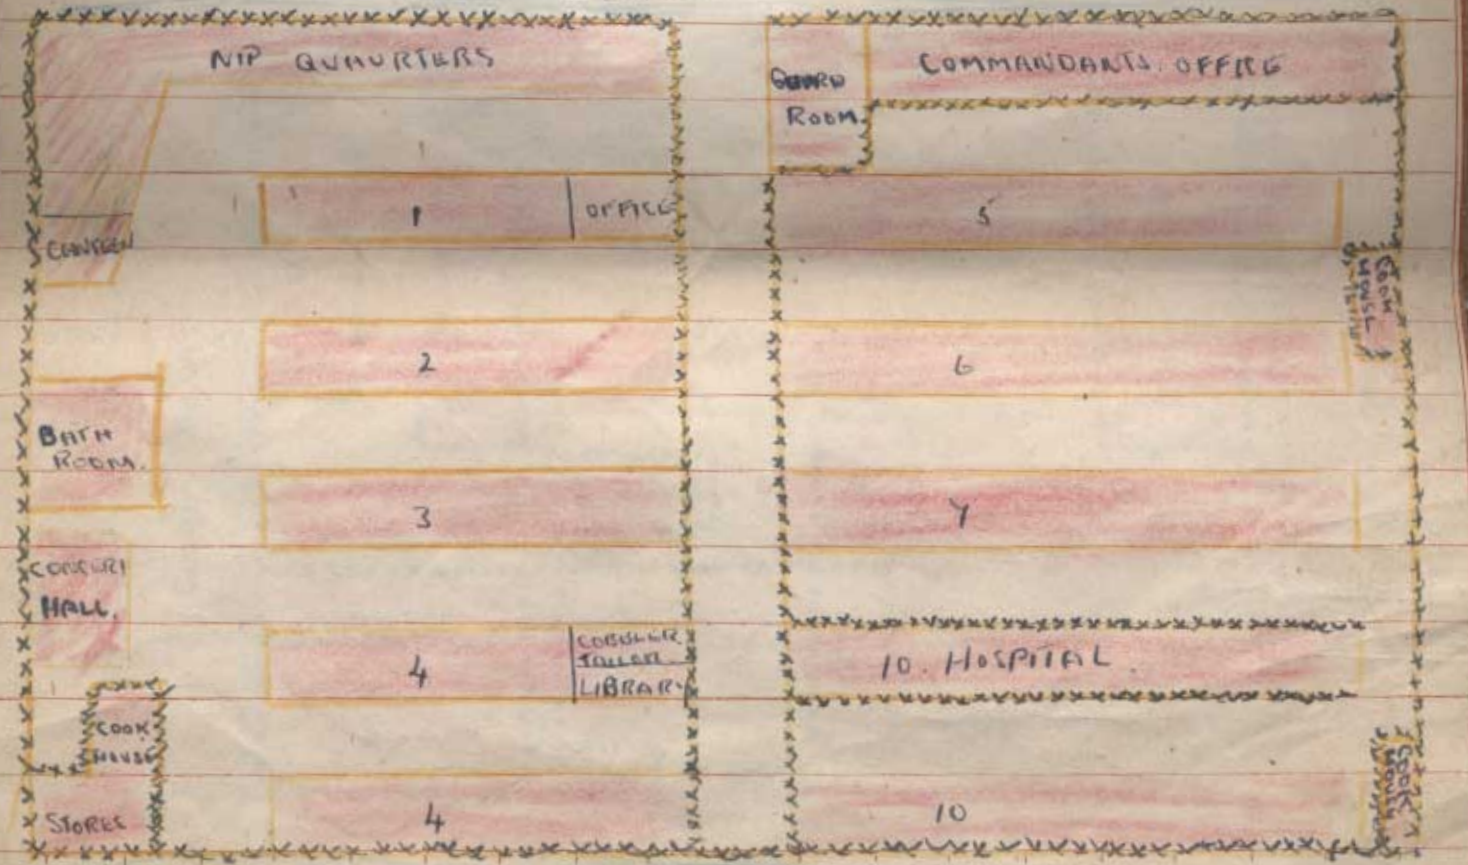 NIP QUAURTERS
COMMANDANTS. OFFICE
GUARD
ROOM.
1
OFFICE
5
CANTEEN
COOK
HOUSE
2
6
BATH
ROOM.
3
7
CONCERT
HALL.
4
COBBLER
TAILOR
LIBRARY
10. HOSPITAL.
COOK
HOUSE
COOK
HOUSE
STORES
4
10